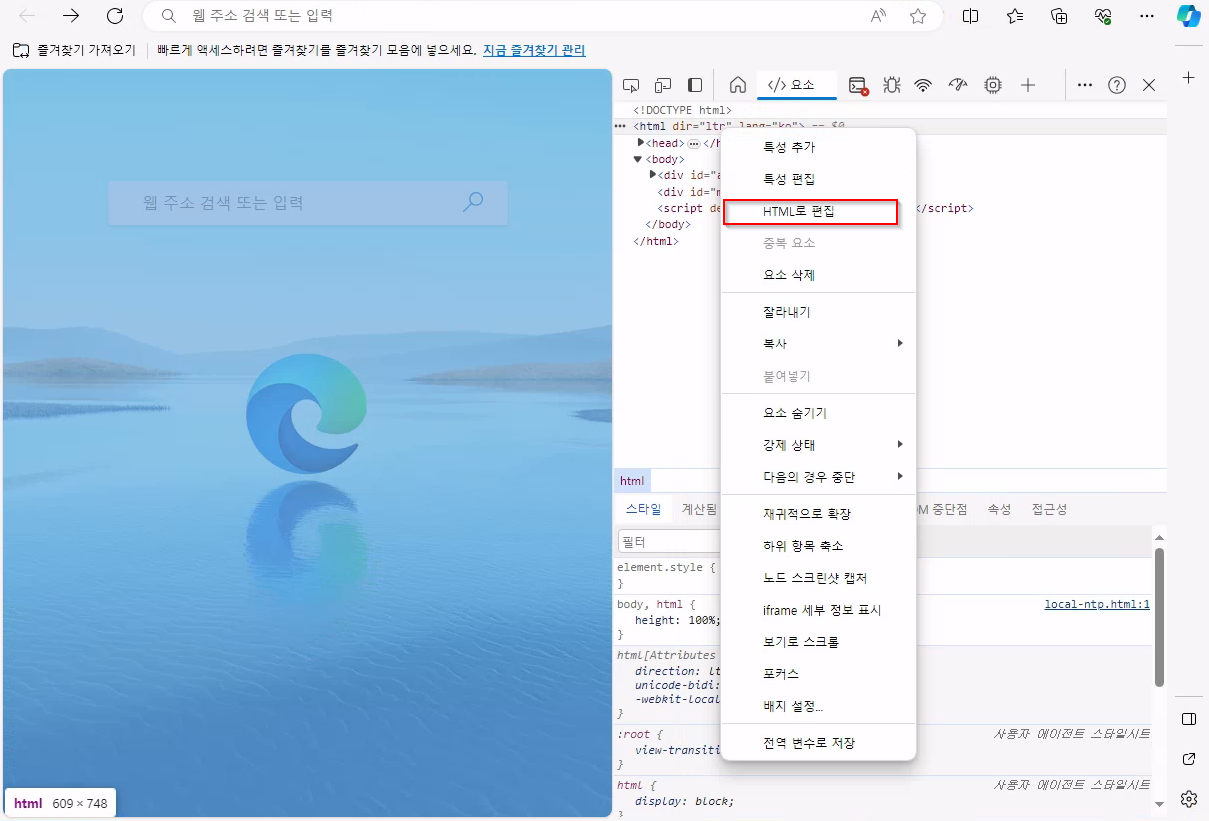 웹 주소 검색 또는 입력
즐겨찾기 가져오기
빠르게 액세스하려면 즐겨찾기를 즐겨찾기 모음에 넣으세요. 지금 즐겨찾기 관리
웹 주소 검색 또는 입력
html 609 × 748
요소
<!DOCTYPE html>
<html dir="ltr" lang="ko"> == $0
<head>
<body>
<div id="
<div id="
<script de
</script>
</body>
</html>
특성 추가
특성 편집
HTML로 편집
중복 요소
요소 삭제
잘라내기
복사
붙여넣기
요소 숨기기
강제 상태
다음의 경우 중단
재귀적으로 확장
하위 항목 축소
노드 스크린샷 캡처
iframe 세부 정보 표시
보기로 스크롤
포커스
배지 설정...
전역 변수로 저장
html
스타일 계산됨 중단점 속성 접근성
필터
element.style {
}
body, html { local-ntp.html:1
height: 100%;
}
html[Attributes
direction: lt
unicode-bidi:
-webkit-local
}
:root { 사용자 에이전트 스타일시트
view-transiti
}
html { 사용자 에이전트 스타일시트
display: block;
}